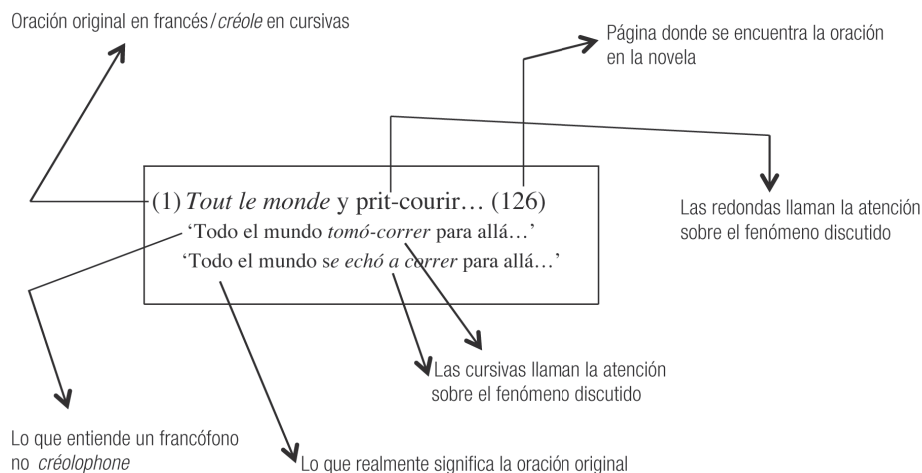 Oración original en francés/créole en cursivas
Página donde se encuentra la oración
en la novela
(1) Tout le monde y prit-courir… (126)
‘Todo el mundo tomó-correr para allá…’
‘Todo el mundo se echó a correr para allá…’
Las redondas llaman la atención
sobre el fenómeno discutido
Las cursivas llaman la atención
sobre el fenómeno discutido
Lo que entiende un francófono
no créolophone
Lo que realmente significa la oración original